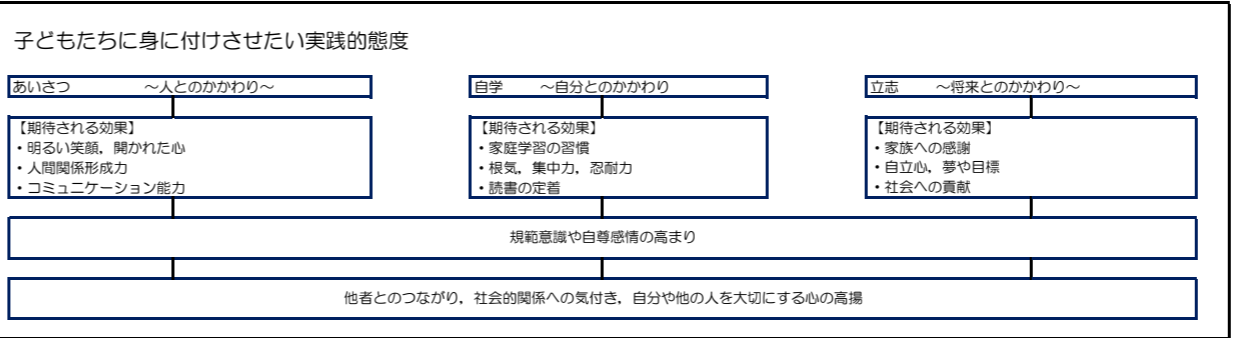 子どもたちに身に付けさせたい実践的態度
あいさつ　～人とのかかわり～
【期待される効果】
・明るい笑顔，開かれた心
・人間関係形成力
・コミュニケーション能力
自学　～自分とのかかわり
【期待される効果】
・家庭学習の習慣
・根気，集中力，忍耐力
・読書の定着
立志　～将来とのかかわり～
【期待される効果】
・家族への感謝
・自立心，夢や目標
・社会への貢献
規範意識や自尊感情の高まり
他者とのつながり，社会的関係への気付き，自分や他の人を大切にする心の高揚